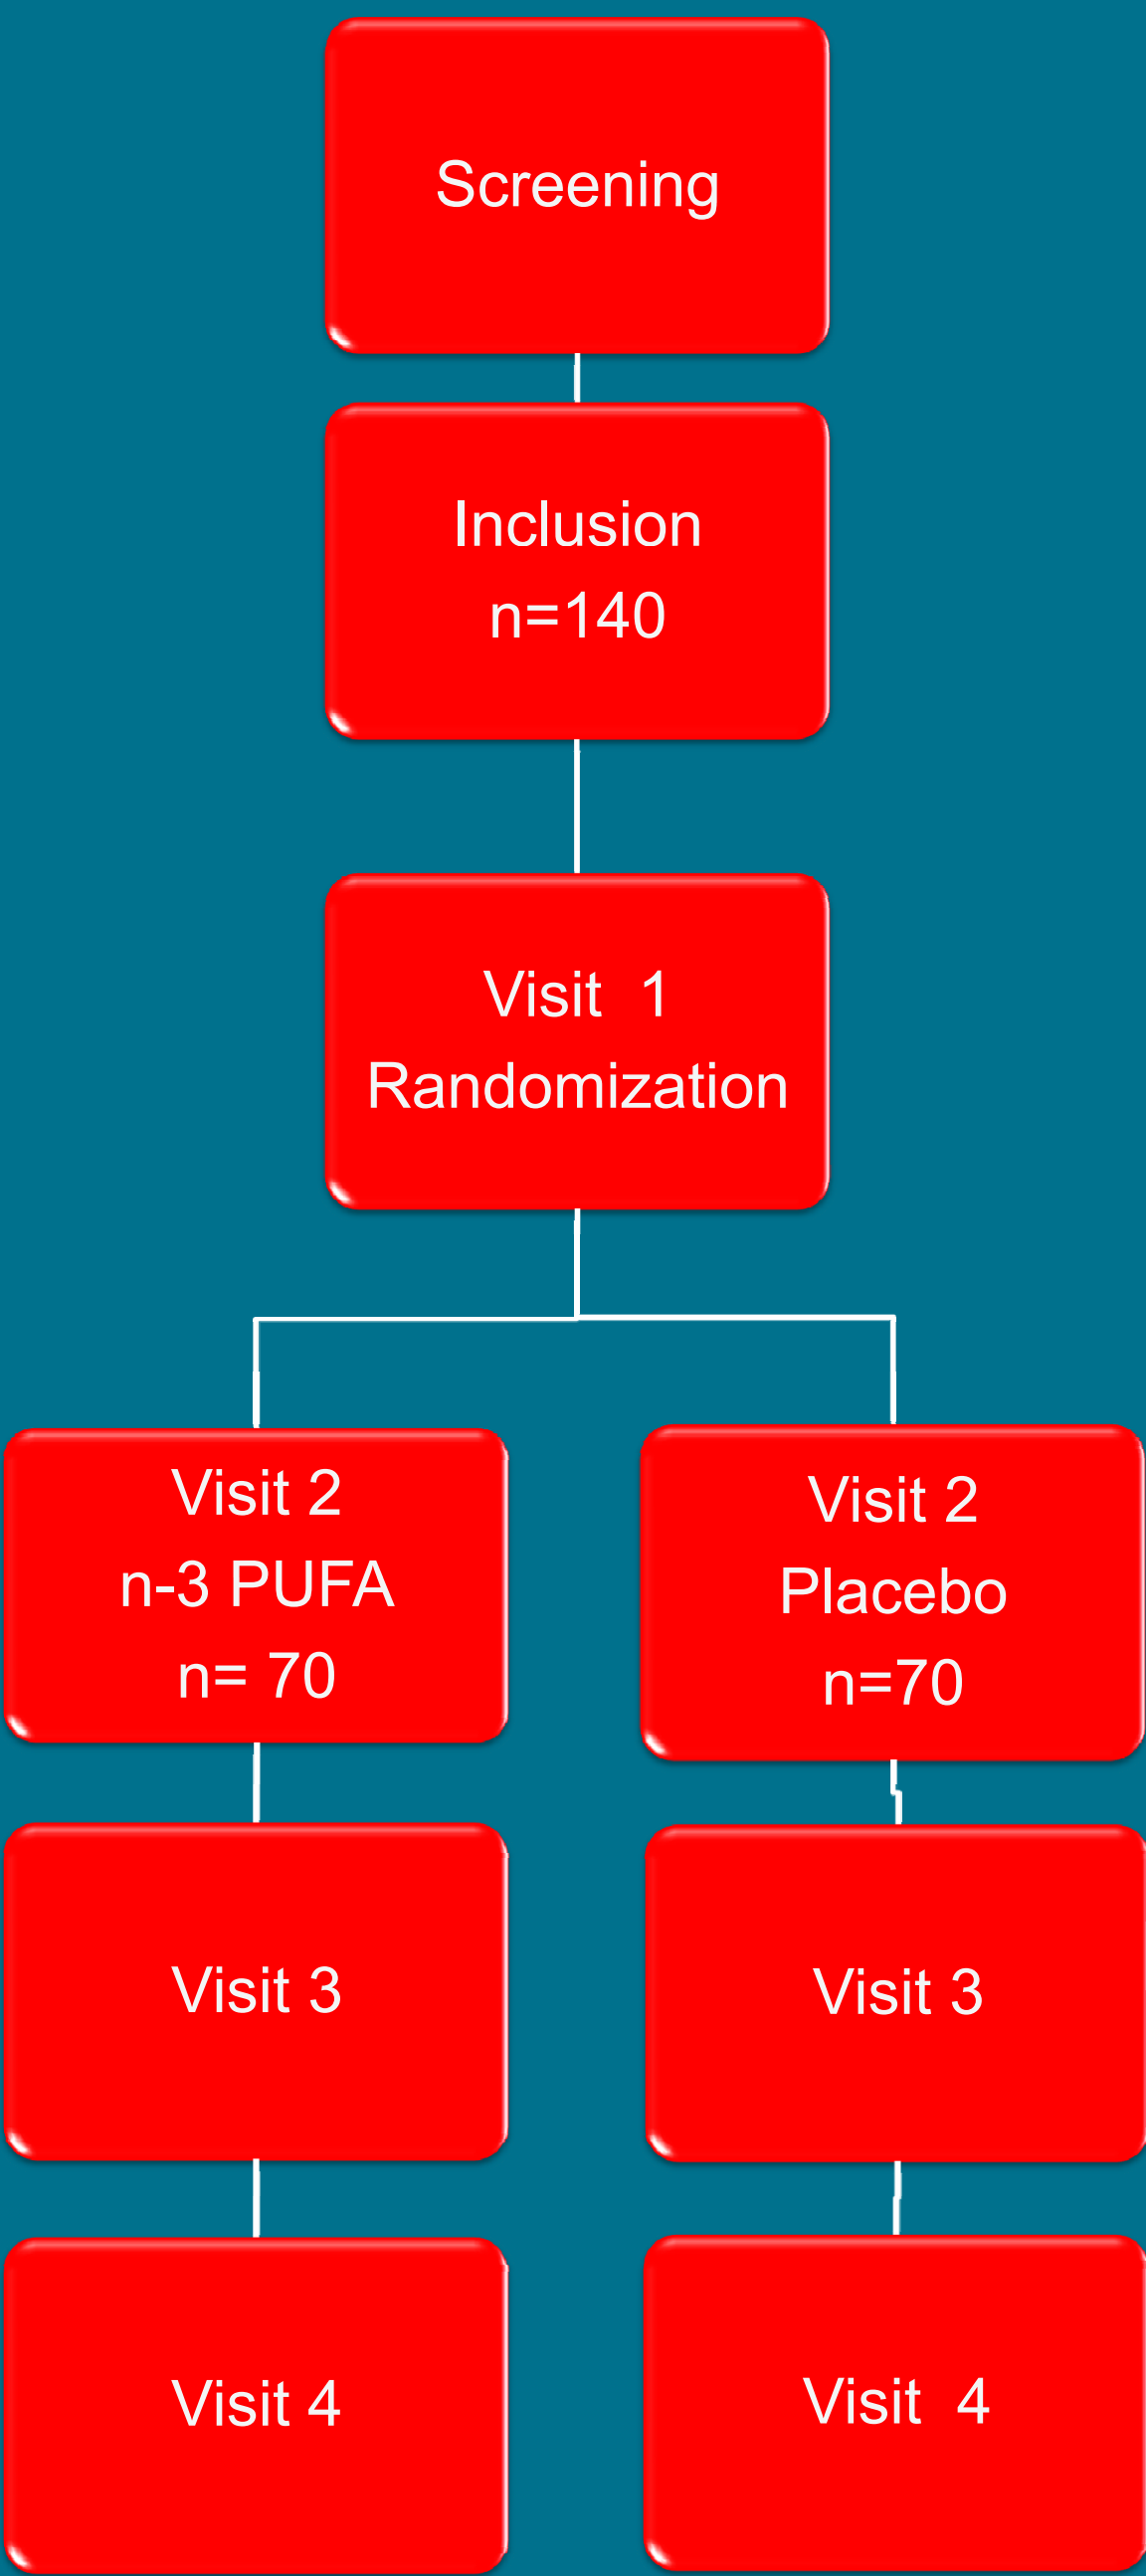 Screening
Inclusion
n=140
Visit  1
Randomization
Visit 2
n-3 PUFA
n= 70
Visit 2
Placebo
n=70
Visit 3
Visit 3
Visit 4
Visit  4